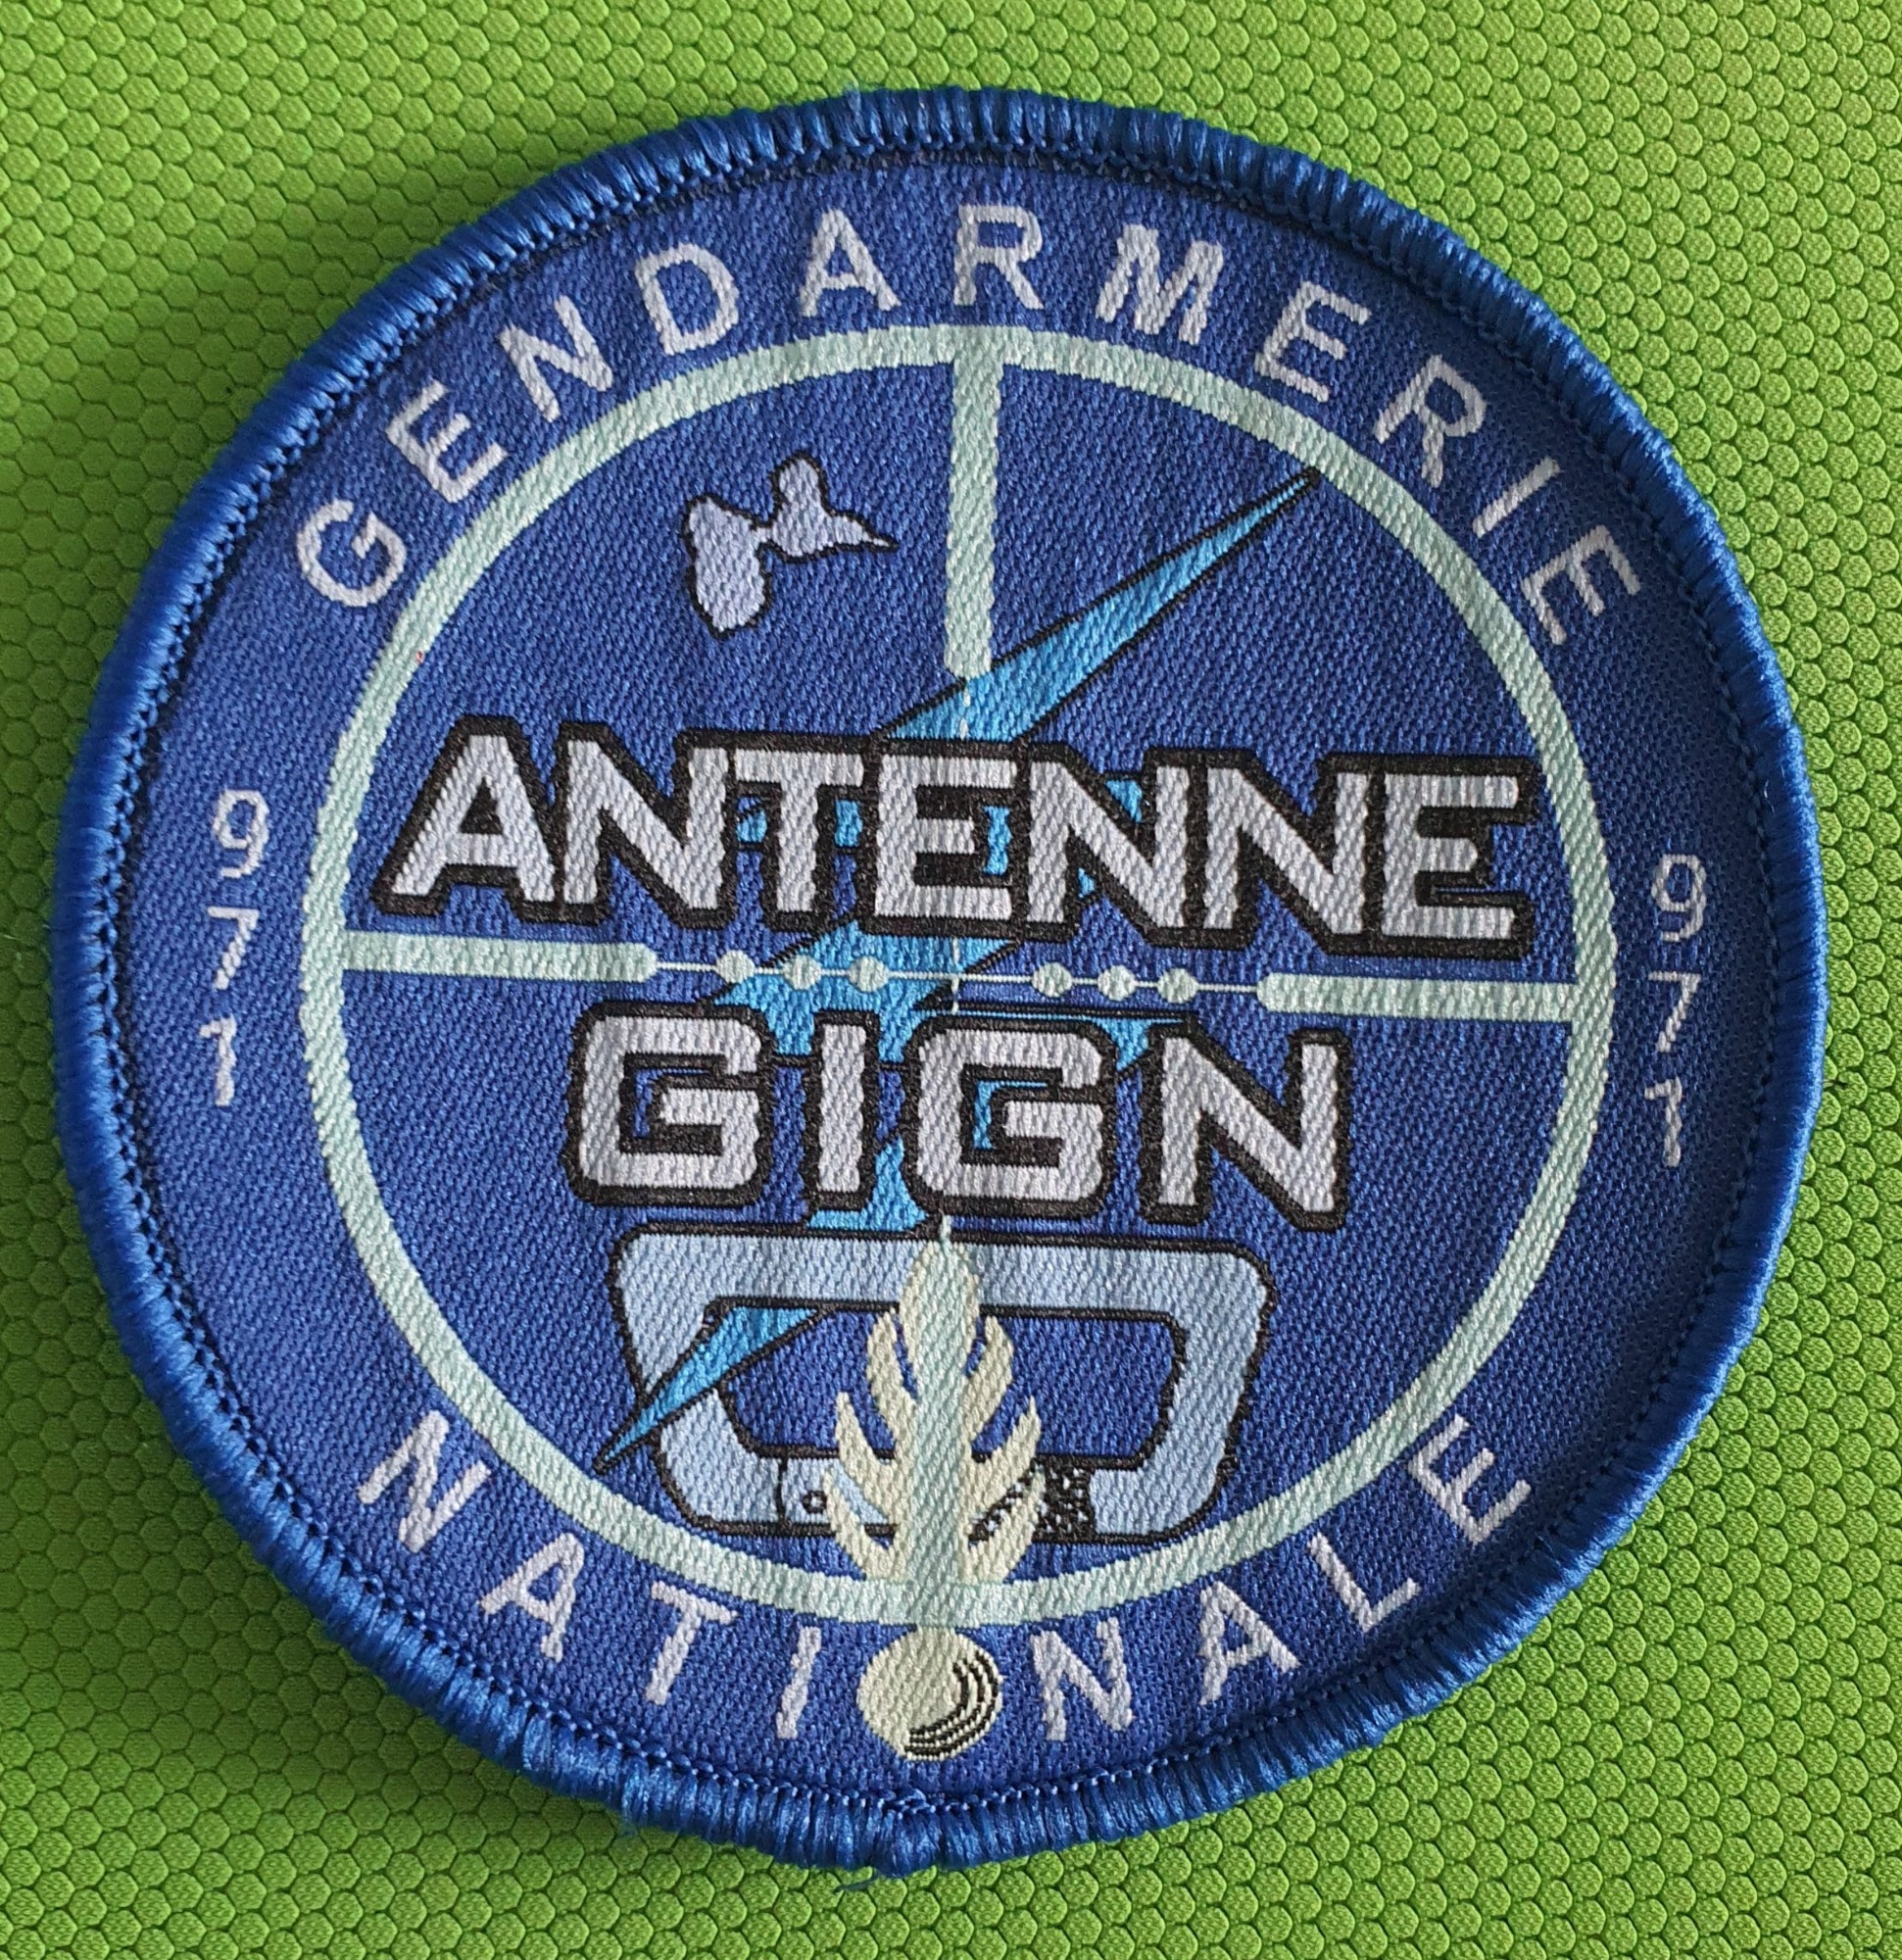 GENDARMERIE
971
ANTENNE
GIGN
971
NATIONALE